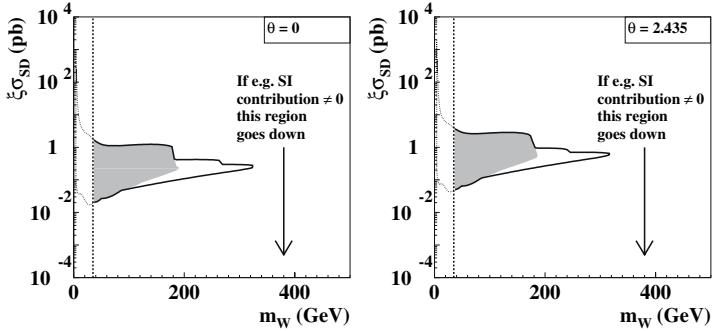 10 4
10 2
1
10 -2
10 -4
ξσSD (pb)
θ = 0
If e.g. SI
contribution ≠ 0
this region
goes down
0 200 400
mW (GeV)
10 4
10 2
1
10 -2
10 -4
ξσSD (pb)
θ = 2.435
If e.g. SI
contribution ≠ 0
this region
goes down
0 200 400
mW (GeV)